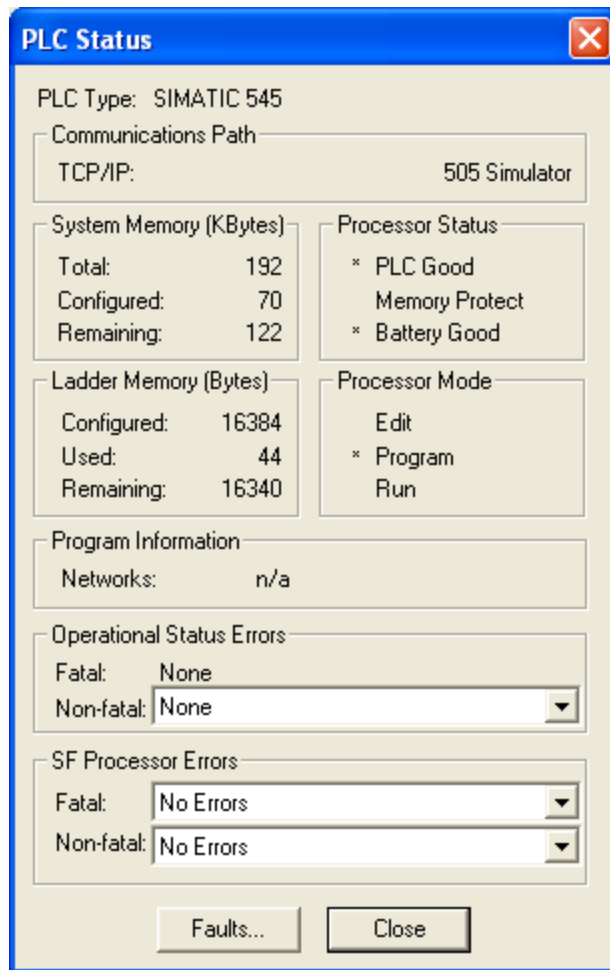 PLC Status
PLC Type: SIMATIC 545
Communications Path
TCP/IP: 505 Simulator
System Memory (KBytes)
Total: 192
Configured: 70
Remaining: 122
Processor Status
* PLC Good
Memory Protect
* Battery Good
Ladder Memory (Bytes)
Configured: 16384
Used: 44
Remaining: 16340
Processor Mode
Edit
* Program
Run
Program Information
Networks: n/a
Operational Status Errors
Fatal: None
Non-fatal: None
SF Processor Errors
Fatal: No Errors
Non-fatal: No Errors
Faults... Close